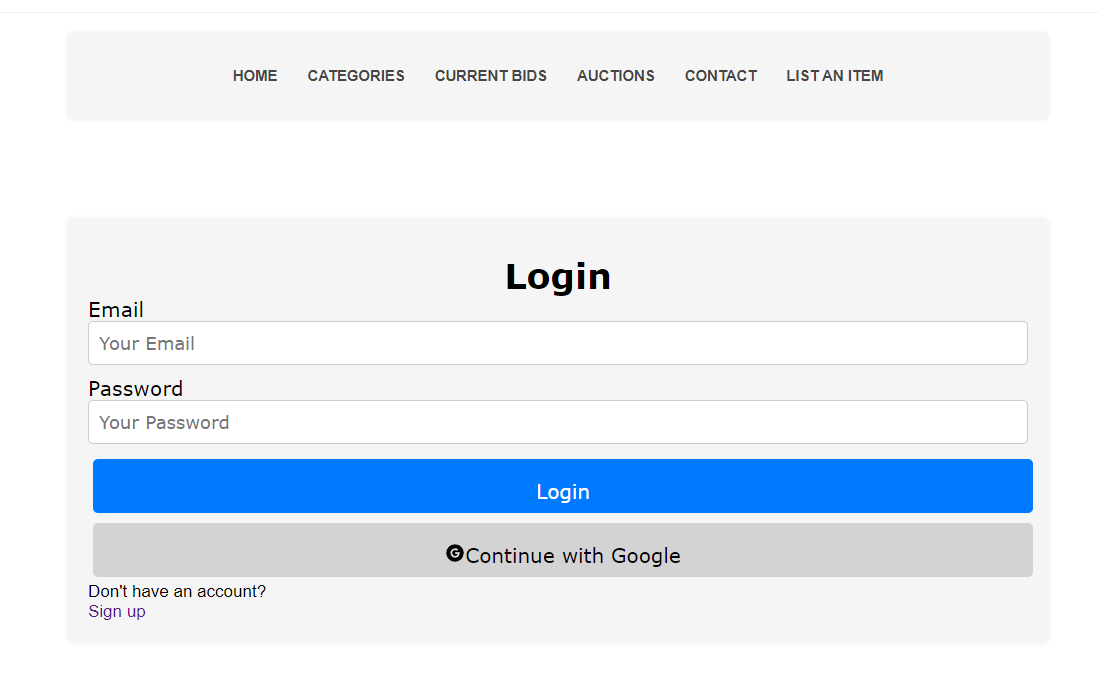 HOME CATEGORIES CURRENT BIDS AUCTIONS CONTACT LIST AN ITEM
Login
Email
Your Email
Password
Your Password
Login
G Continue with Google
Don't have an account?
Sign up